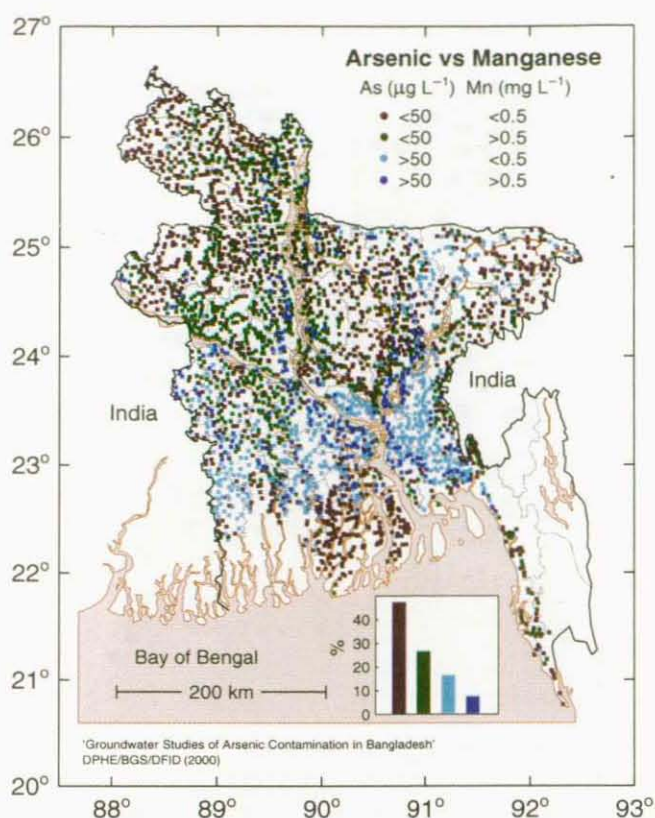 27°
26°
25°
24°
23°
22°
21°
20°
Arsenic vs Manganese
As (µg L⁻¹) Mn (mg L⁻¹)
<50 <0.5
<50 >0.5
>50 <0.5
>50 >0.5
India
India
Bay of Bengal
200 km
%
40
30
20
10
0
'Groundwater Studies of Arsenic Contamination in Bangladesh'
DPHE/BGS/DFID (2000)
88° 89° 90° 91° 92° 93°